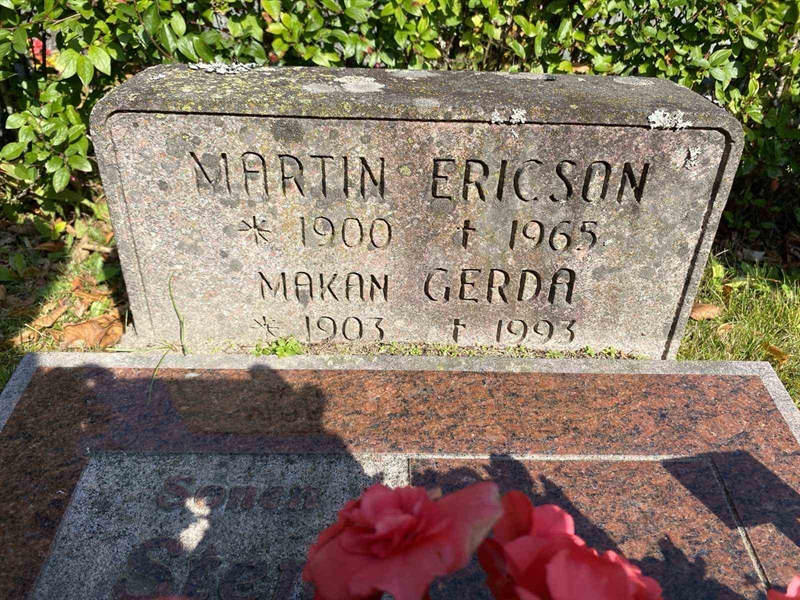 MARTIN ERICSON
* 1900 † 1965
MAKAN GERDA
* 1903 † 1993
Sonen